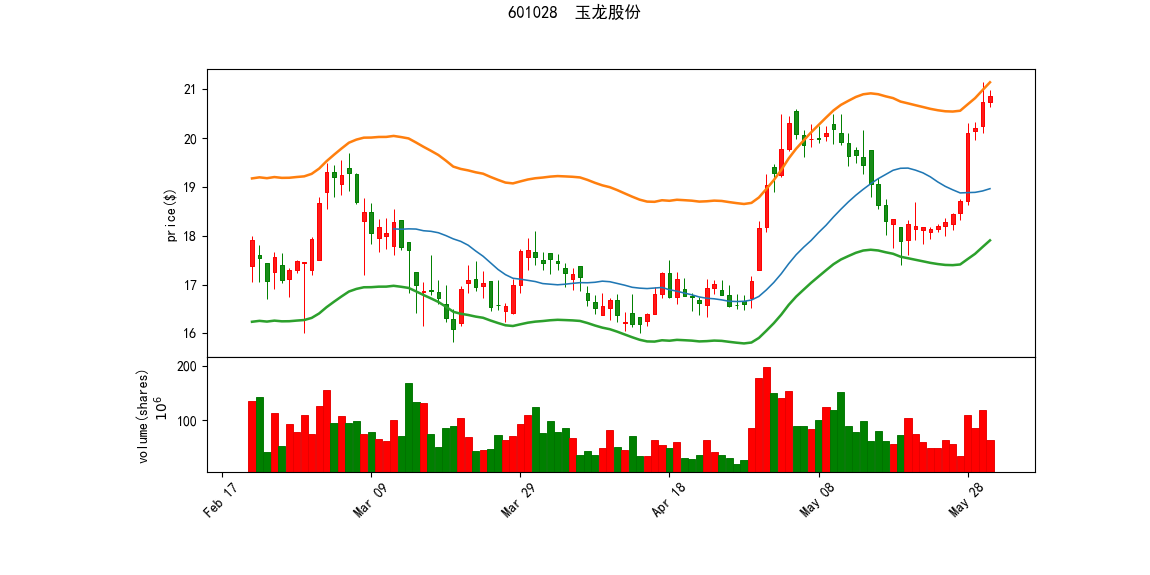 601028 玉龙股份
price($)
21
20
19
18
17
16
volume(shares)
10^6
200
100
Feb 17
Mar 09
Mar 29
Apr 18
May 08
May 28